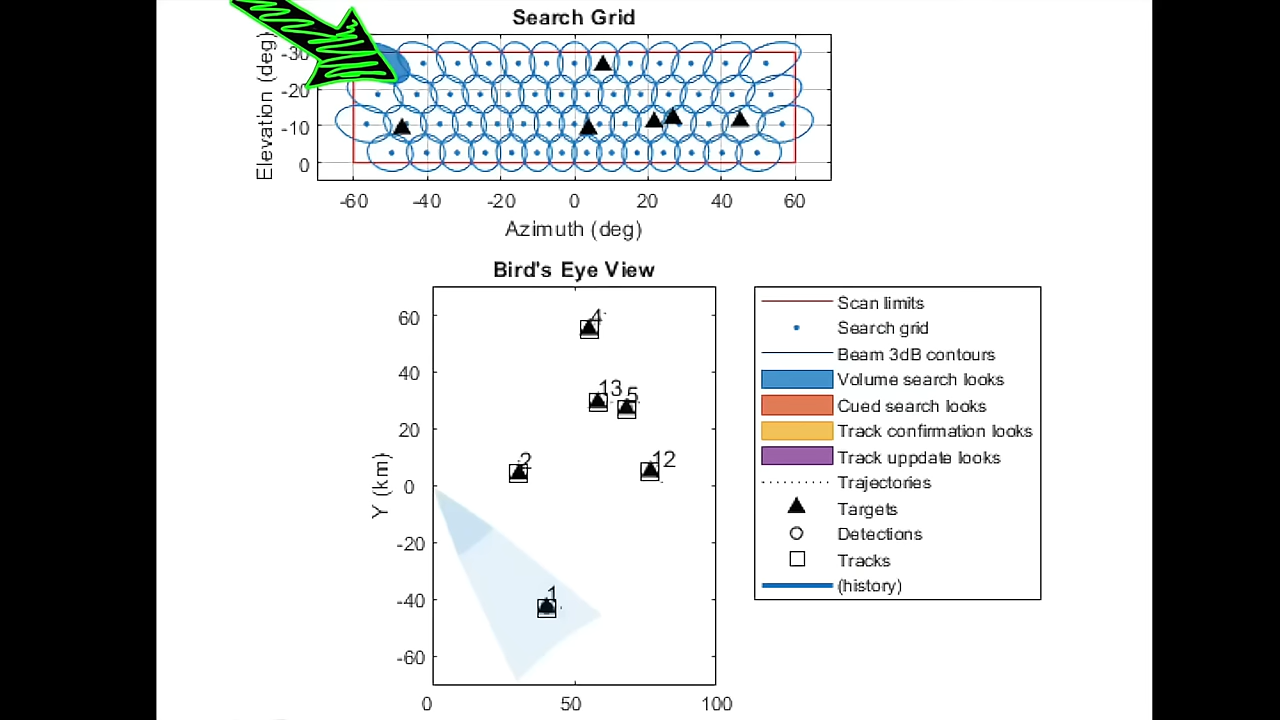 Search Grid
Elevation (deg)
-30
-20
-10
0
-60 -40 -20 0 20 40 60
Azimuth (deg)
Bird's Eye View
Y (km)
60
40
20
0
-20
-40
-60
4
13 5
2
12
1
0 50 100
Scan limits
Search grid
Beam 3dB contours
Volume search looks
Cued search looks
Track confirmation looks
Track uppdate looks
Trajectories
Targets
Detections
Tracks
(history)